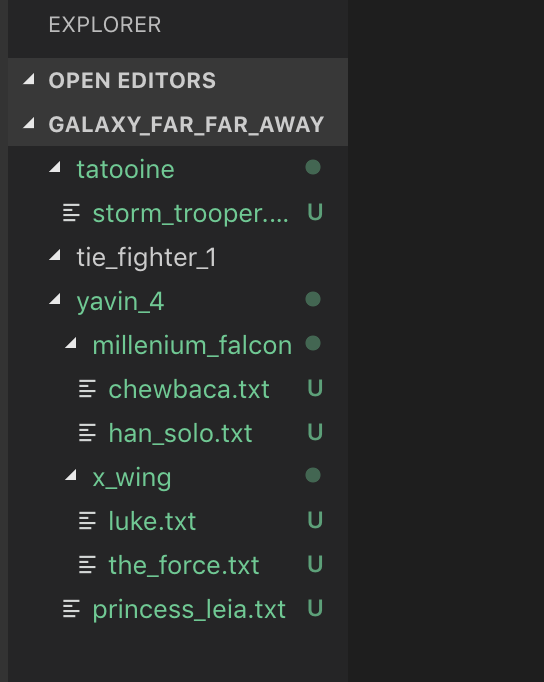 EXPLORER
OPEN EDITORS
GALAXY_FAR_FAR_AWAY
tatooine
storm_trooper.... U
tie_fighter_1
yavin_4
millenium_falcon
chewbaca.txt U
han_solo.txt U
x_wing
luke.txt U
the_force.txt U
princess_leia.txt U